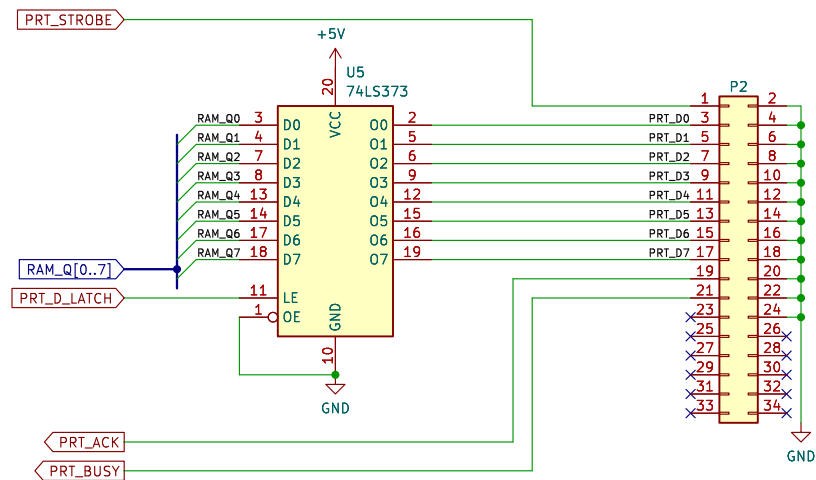 PRT_STROBE
+5V
U5
74LS373
20
VCC
P2
RAM_Q0 3 D0 O0 2 PRT_D0
RAM_Q1 4 D1 O1 5 PRT_D1
RAM_Q2 7 D2 O2 6 PRT_D2
RAM_Q3 8 D3 O3 9 PRT_D3
RAM_Q4 13 D4 O4 12 PRT_D4
RAM_Q5 14 D5 O5 15 PRT_D5
RAM_Q6 17 D6 O6 16 PRT_D6
RAM_Q7 18 D7 O7 19 PRT_D7
RAM_Q[0..7]
PRT_D_LATCH 11 LE
1 OE
GND
10
GND
1 2
3 4
5 6
7 8
9 10
11 12
13 14
15 16
17 18
19 20
21 22
23 24
25 26
27 28
29 30
31 32
33 34
GND
PRT_ACK
PRT_BUSY